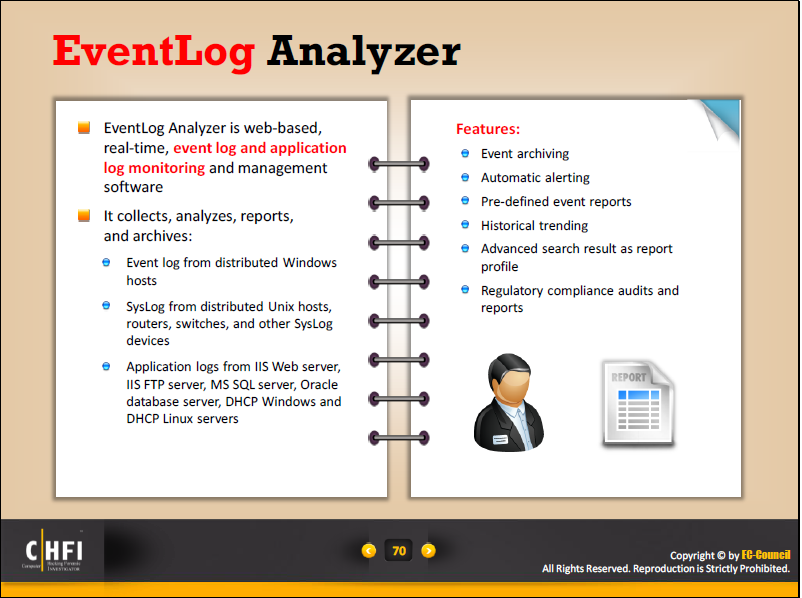 EventLog Analyzer
EventLog Analyzer is web-based,
real-time, event log and application
log monitoring and management
software
It collects, analyzes, reports,
and archives:
Event log from distributed Windows
hosts
SysLog from distributed Unix hosts,
routers, switches, and other SysLog
devices
Application logs from IIS Web server,
IIS FTP server, MS SQL server, Oracle
database server, DHCP Windows and
DHCP Linux servers
Features:
Event archiving
Automatic alerting
Pre-defined event reports
Historical trending
Advanced search result as report
profile
Regulatory compliance audits and
reports
REPORT
CHFI
Computer Hacking Forensic
INVESTIGATOR
70
Copyright © by EC-Council
All Rights Reserved. Reproduction is Strictly Prohibited.